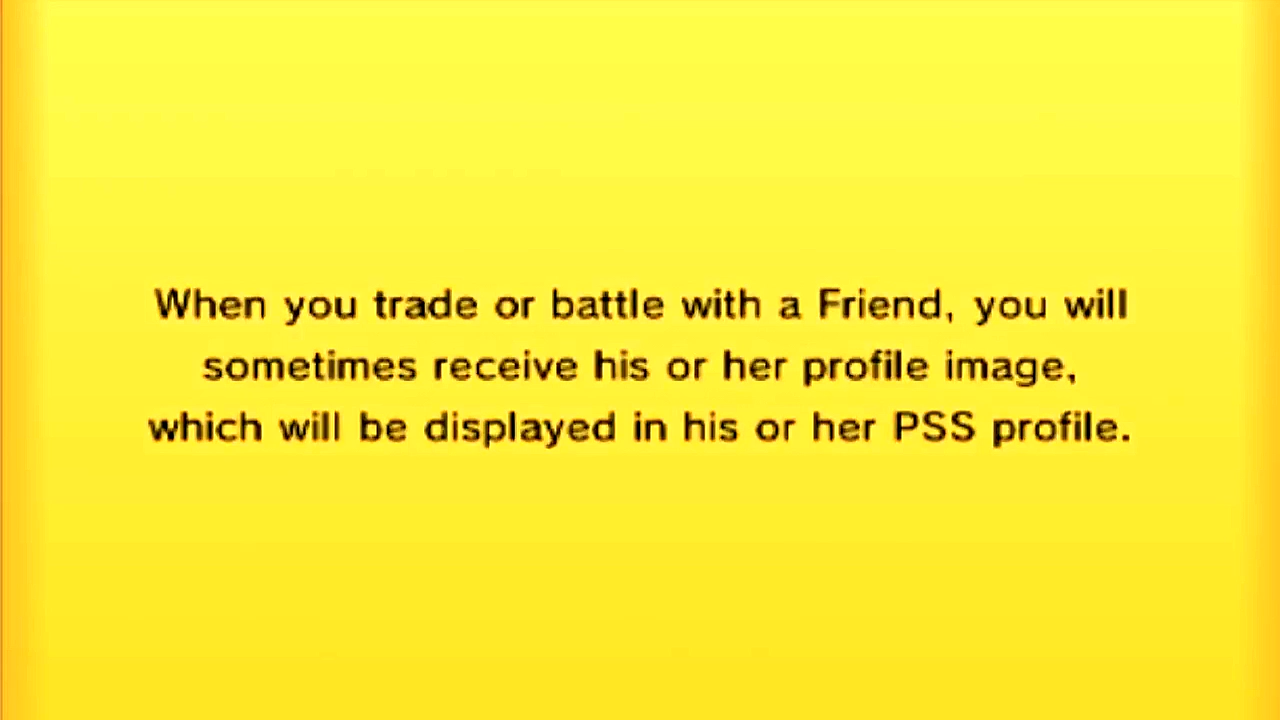 When you trade or battle with a Friend, you will
sometimes receive his or her profile image,
which will be displayed in his or her PSS profile.